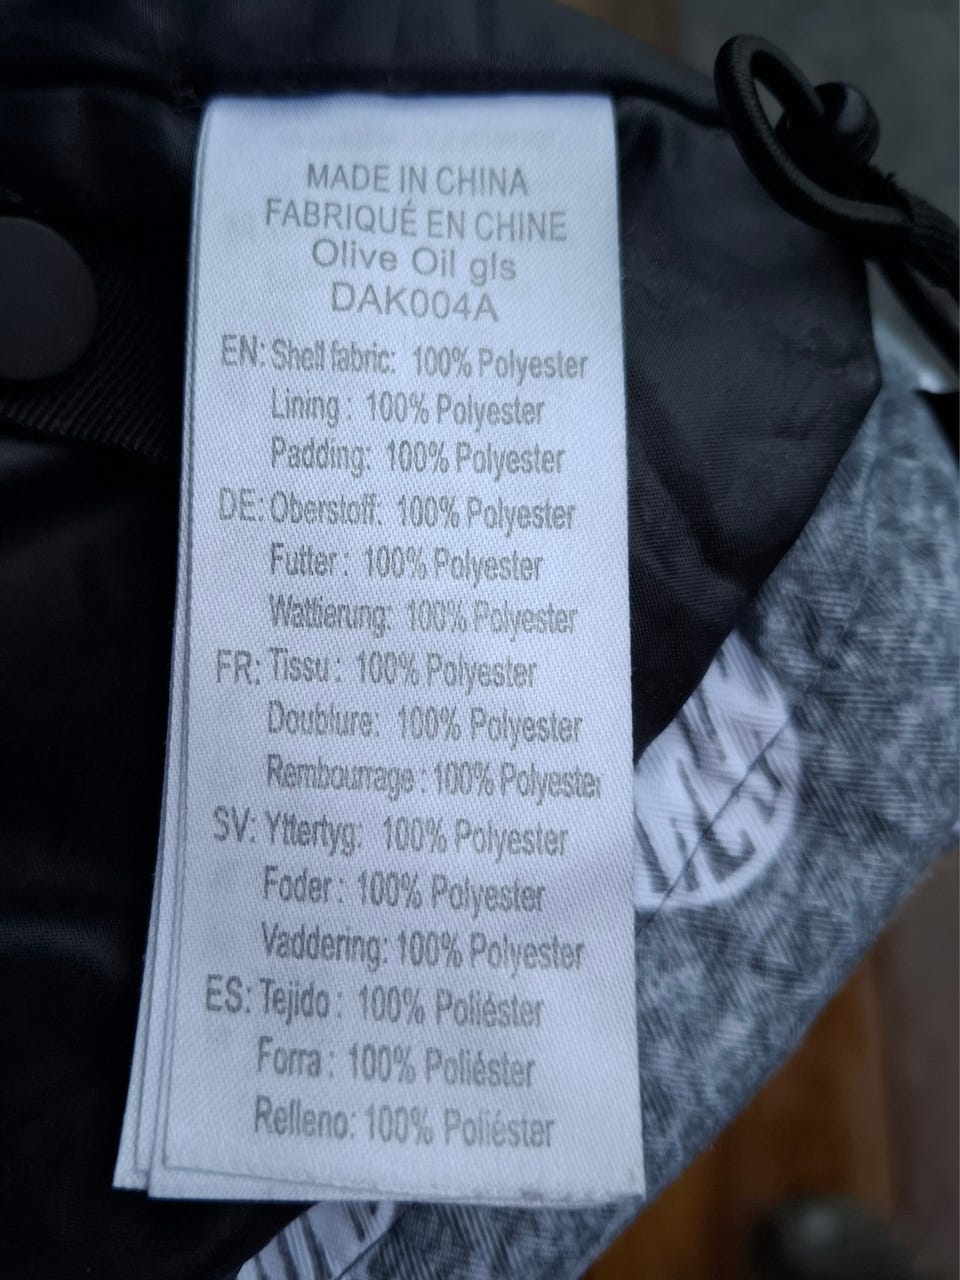 MADE IN CHINA
FABRIQUÉ EN CHINE
Olive Oil gls
DAK004A
EN: Shell fabric: 100% Polyester
Lining : 100% Polyester
Padding: 100% Polyester
DE: Oberstoff: 100% Polyester
Futter : 100% Polyester
Wattierung: 100% Polyester
FR: Tissu : 100% Polyester
Doublure: 100% Polyester
Rembourrage : 100% Polyester
SV: Yttertyg: 100% Polyester
Foder : 100% Polyester
Vaddering: 100% Polyester
ES: Tejido : 100% Poliéster
Forra : 100% Poliéster
Relleno: 100% Poliéster